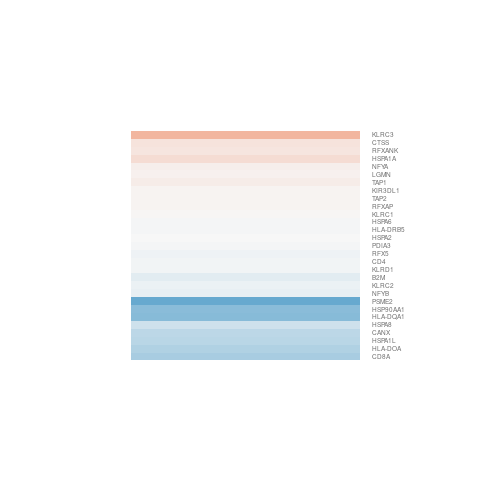 KLRC3
CTSS
RFXANK
HSPA1A
NFYA
LGMN
TAP1
KIR3DL1
TAP2
RFXAP
KLRC1
HSPA6
HLA-DRB5
HSPA2
PDIA3
RFX5
CD4
KLRD1
B2M
KLRC2
NFYB
PSME2
HSP90AA1
HLA-DQA1
HSPA8
CANX
HSPA1L
HLA-DOA
CD8A